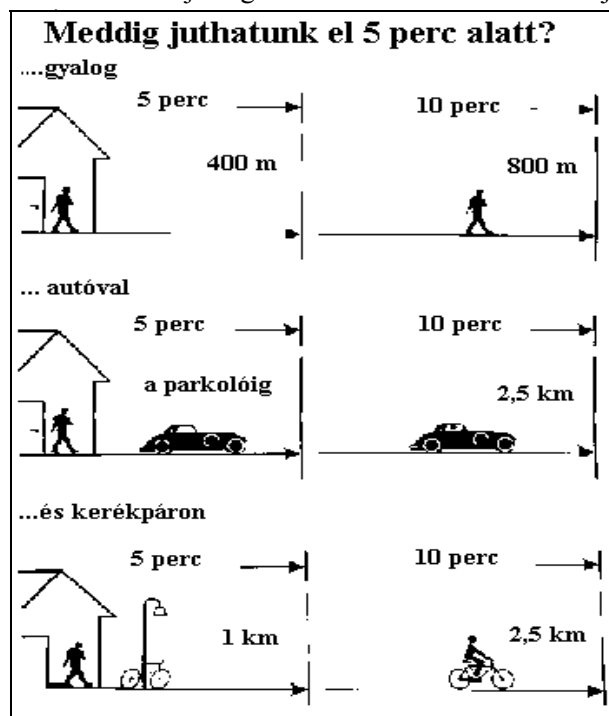 Meddig juthatunk el 5 perc alatt?
....gyalog
5 perc 10 perc
400 m 800 m
... autóval
5 perc 10 perc
a parkolóig 2,5 km
...és kerékpáron
5 perc 10 perc
1 km 2,5 km